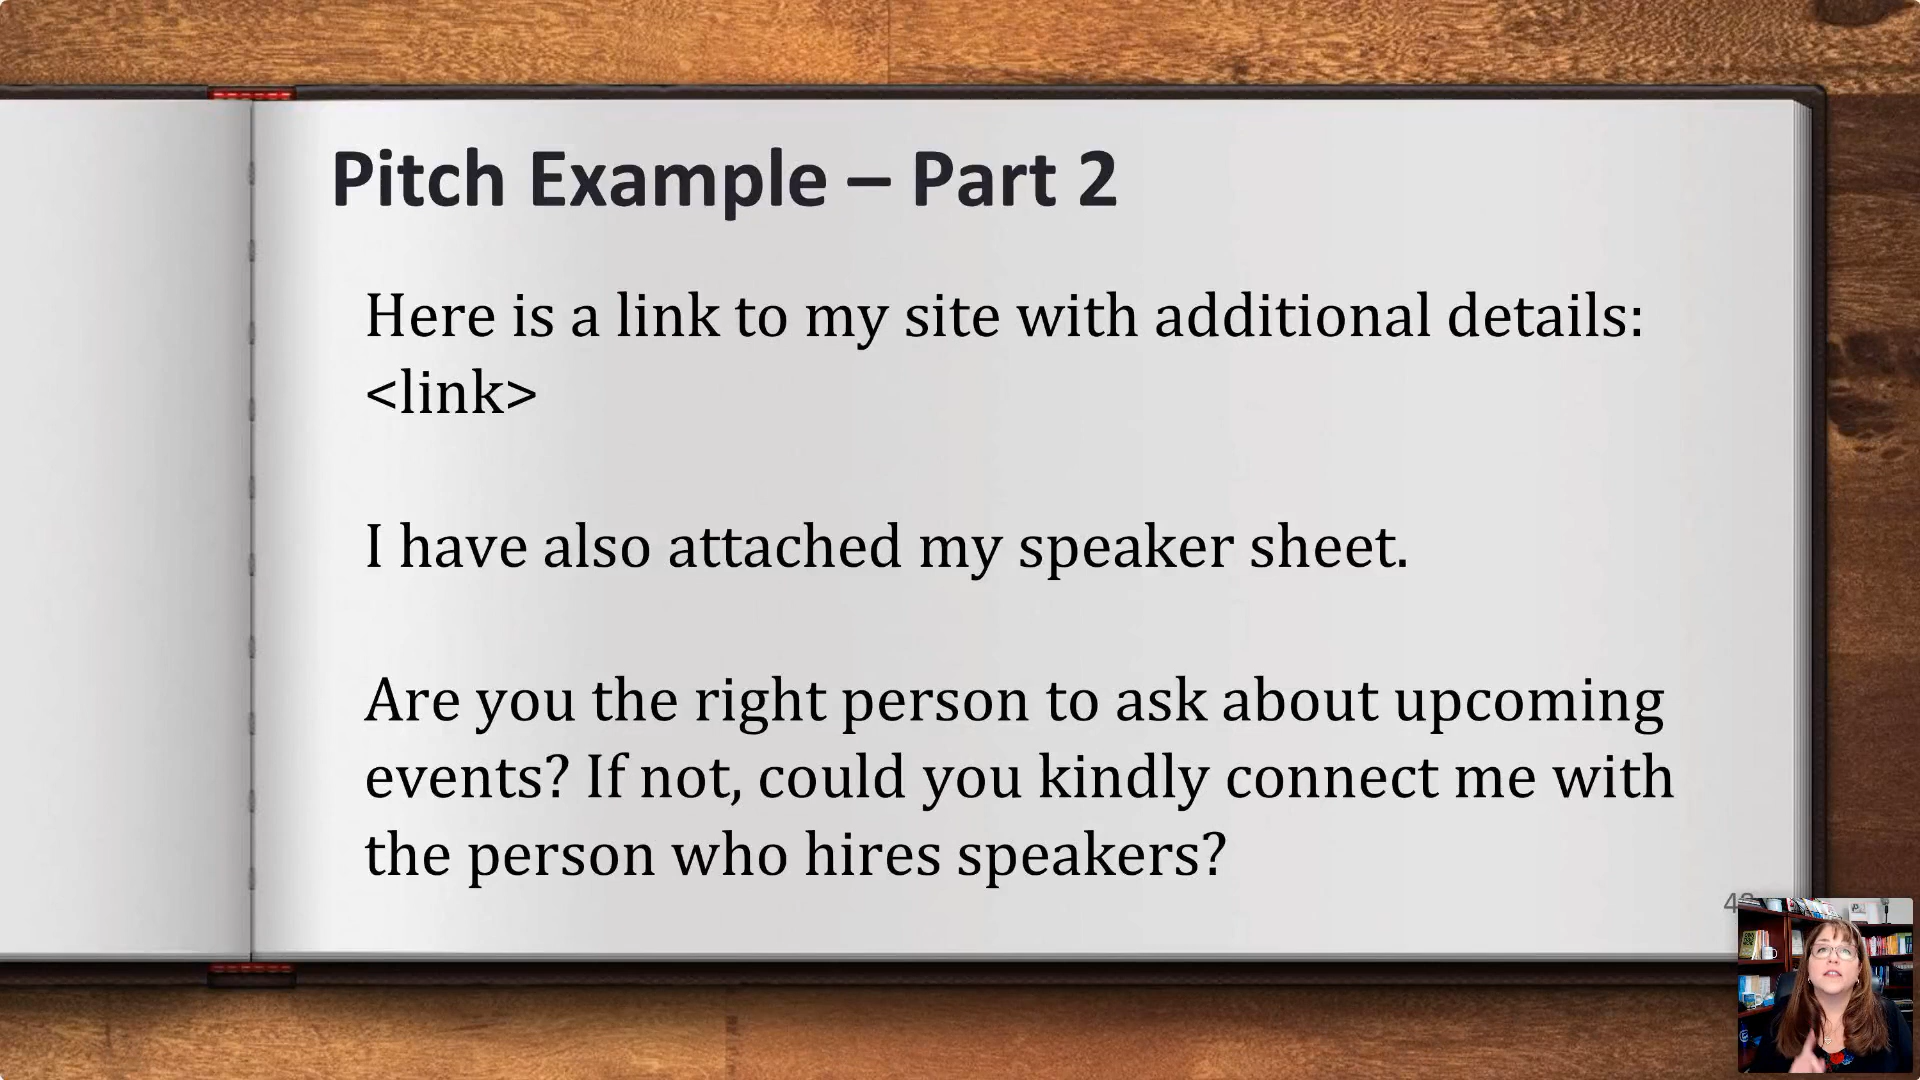 Pitch Example – Part 2
Here is a link to my site with additional details:
<link>
I have also attached my speaker sheet.
Are you the right person to ask about upcoming
events? If not, could you kindly connect me with
the person who hires speakers?